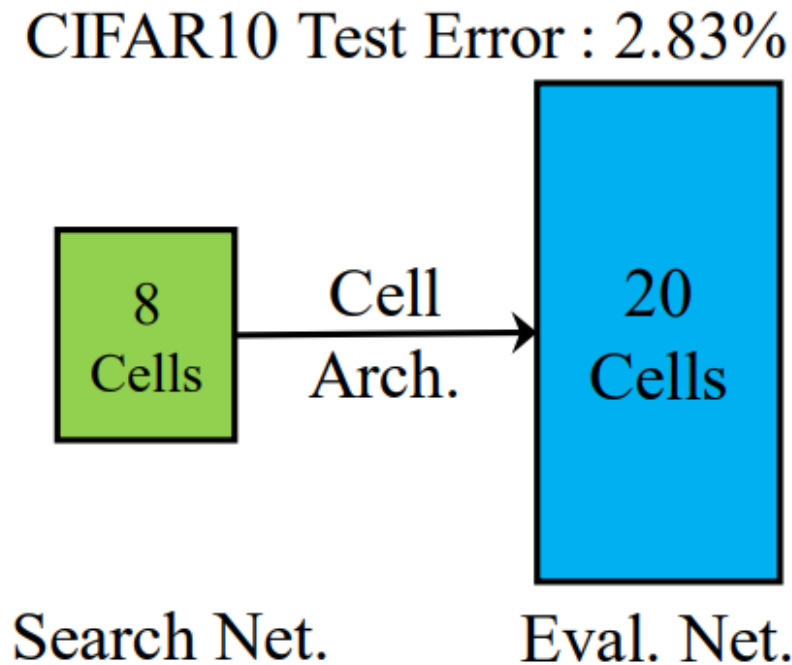 CIFAR10 Test Error : 2.83%
8
Cells
Cell
Arch.
20
Cells
Search Net.
Eval. Net.